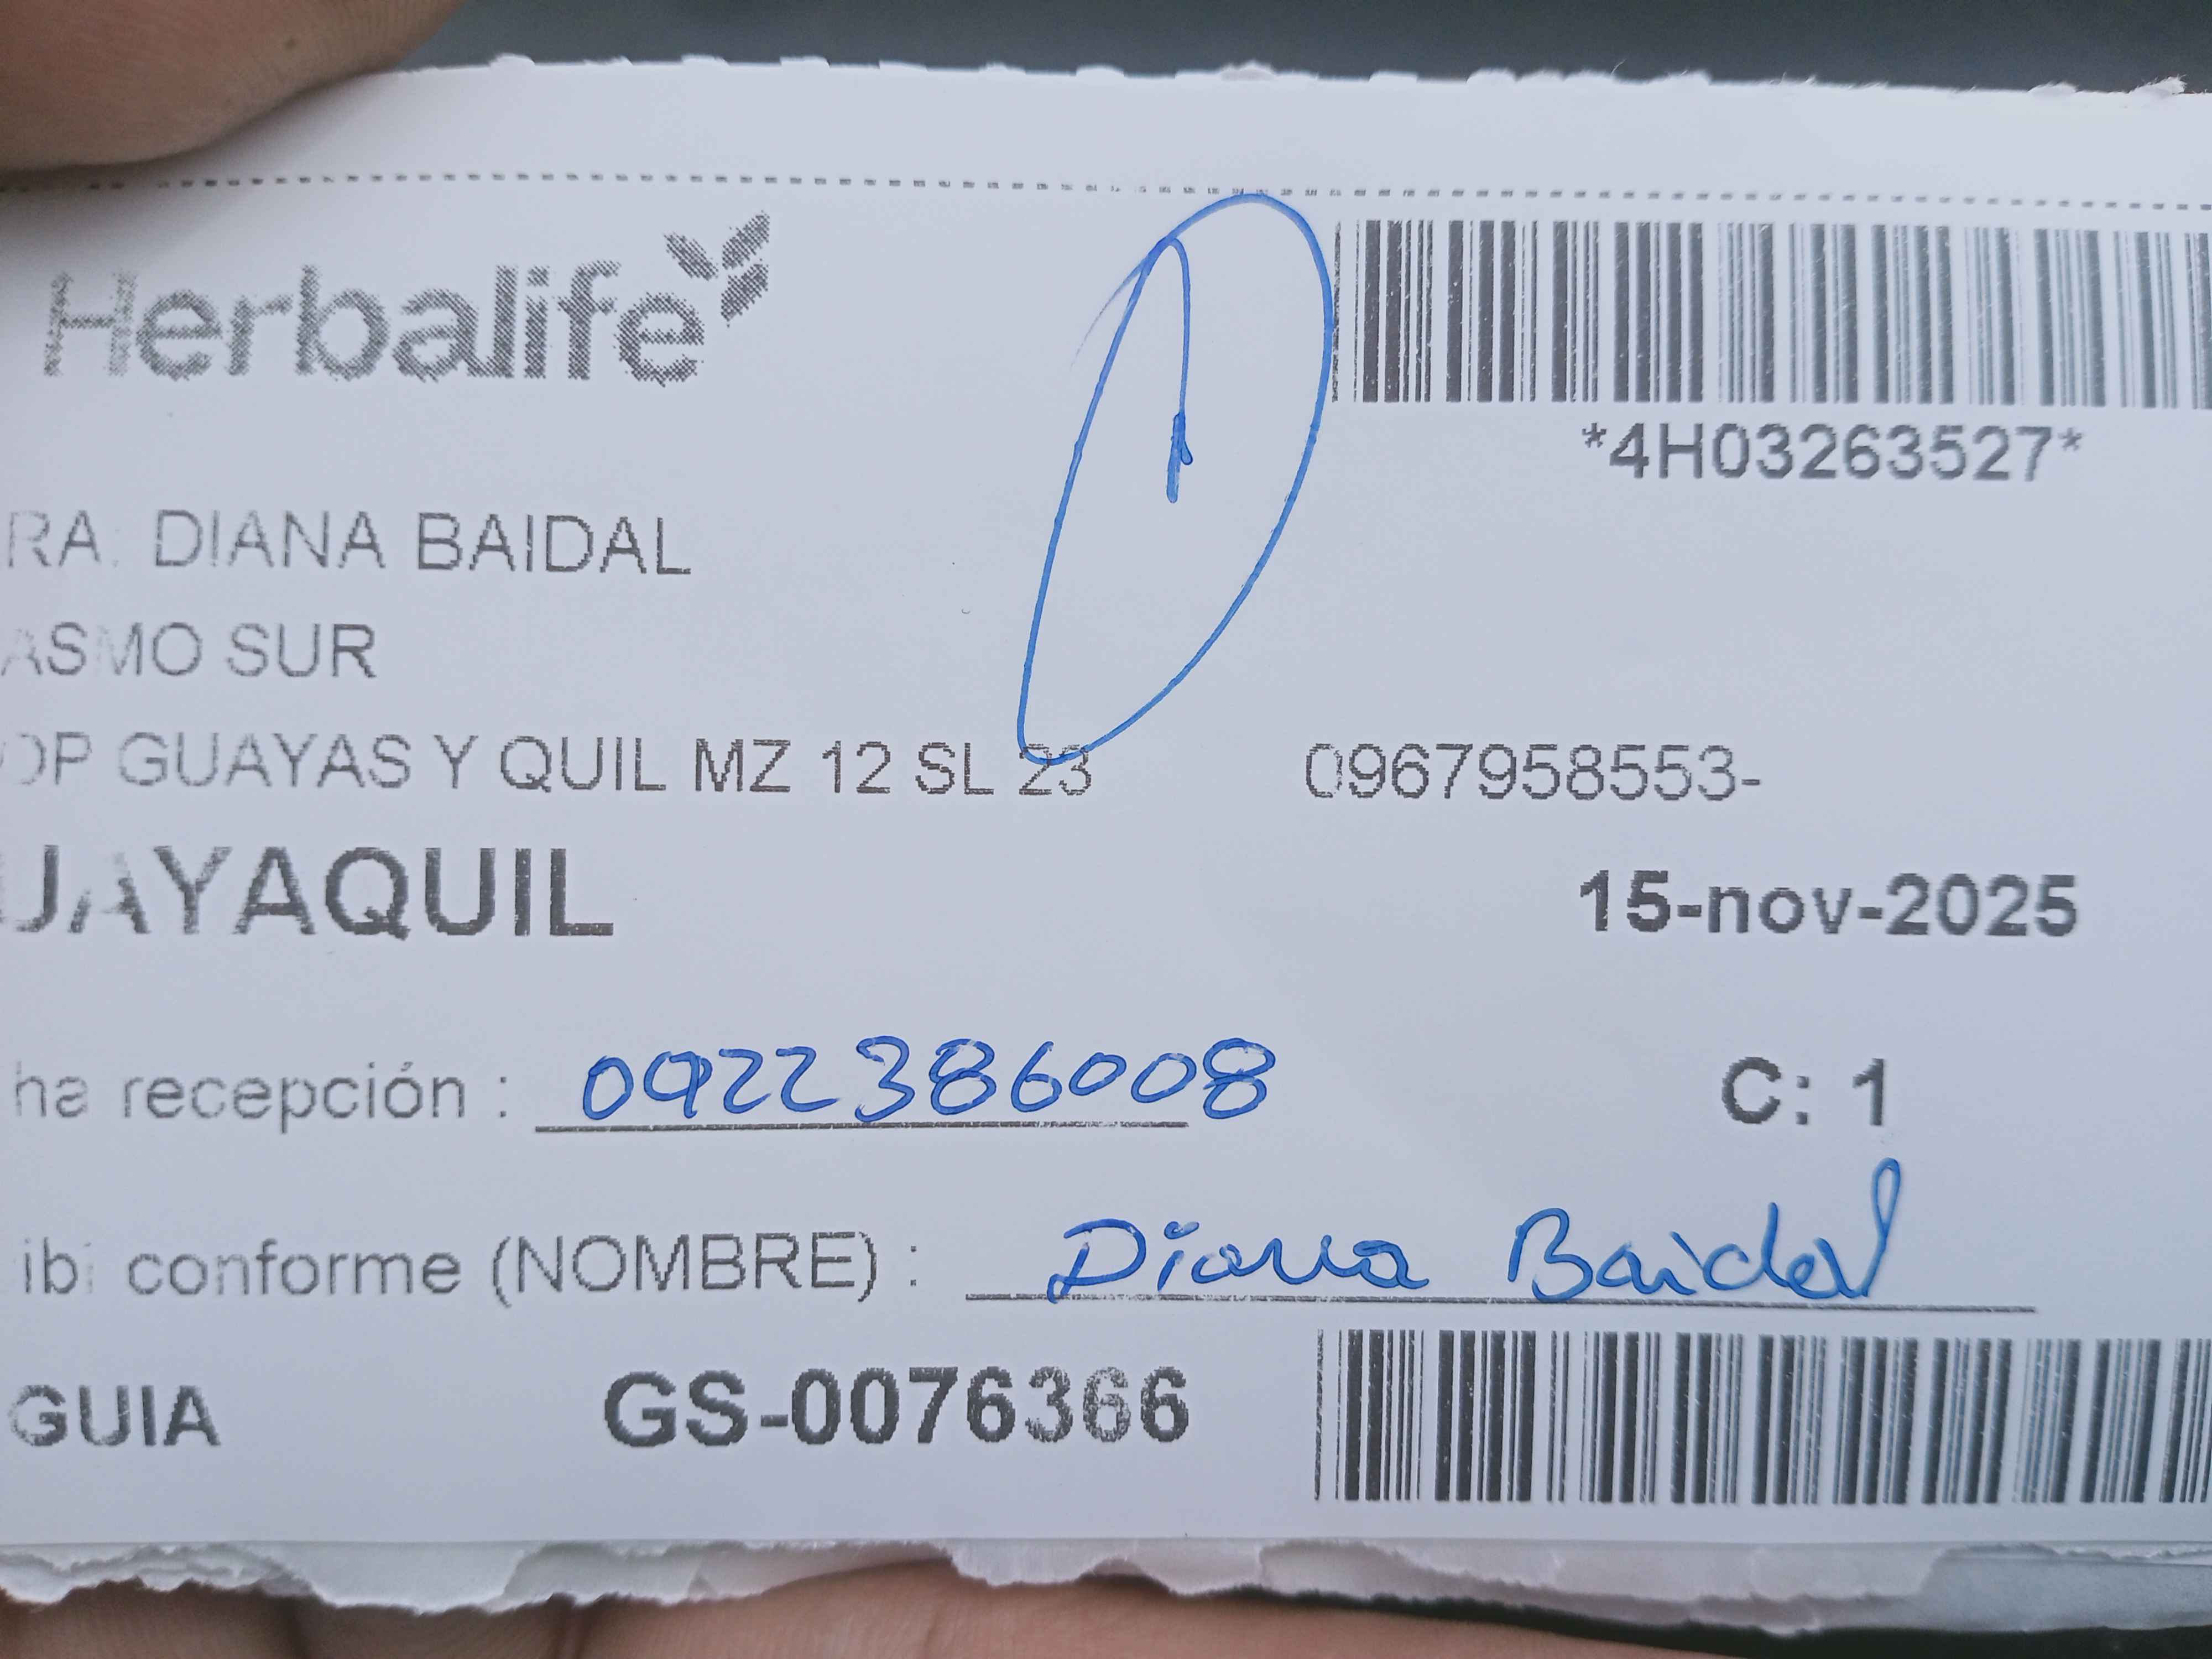 Herbalife
*4H03263527*
RA. DIANA BAIDAL
ASMO SUR
OP GUAYAS Y QUIL MZ 12 SL 23 0967958553-
UAYAQUIL 15-nov-2025
ha recepción : 0922386008 C: 1
ibi conforme (NOMBRE) : Diana Baidal
GUIA GS-0076366